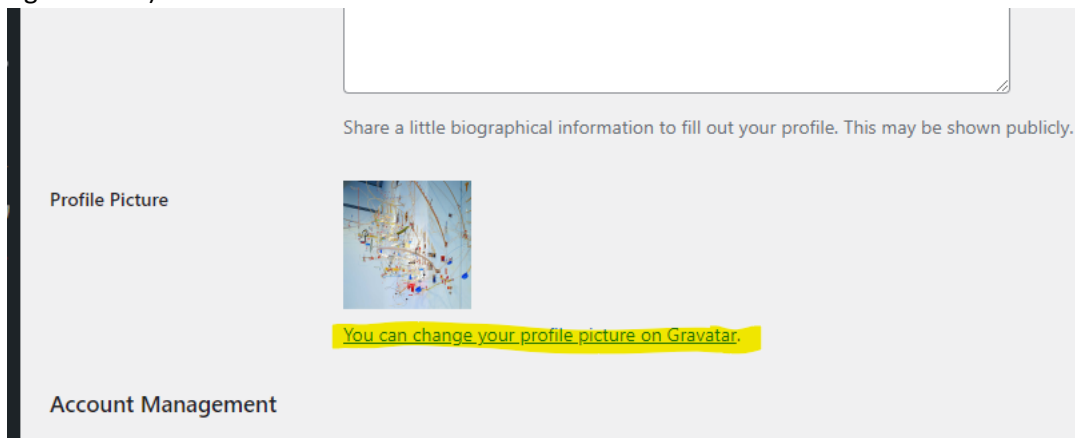 Share a little biographical information to fill out your profile. This may be shown publicly.
Profile Picture
You can change your profile picture on Gravatar.
Account Management